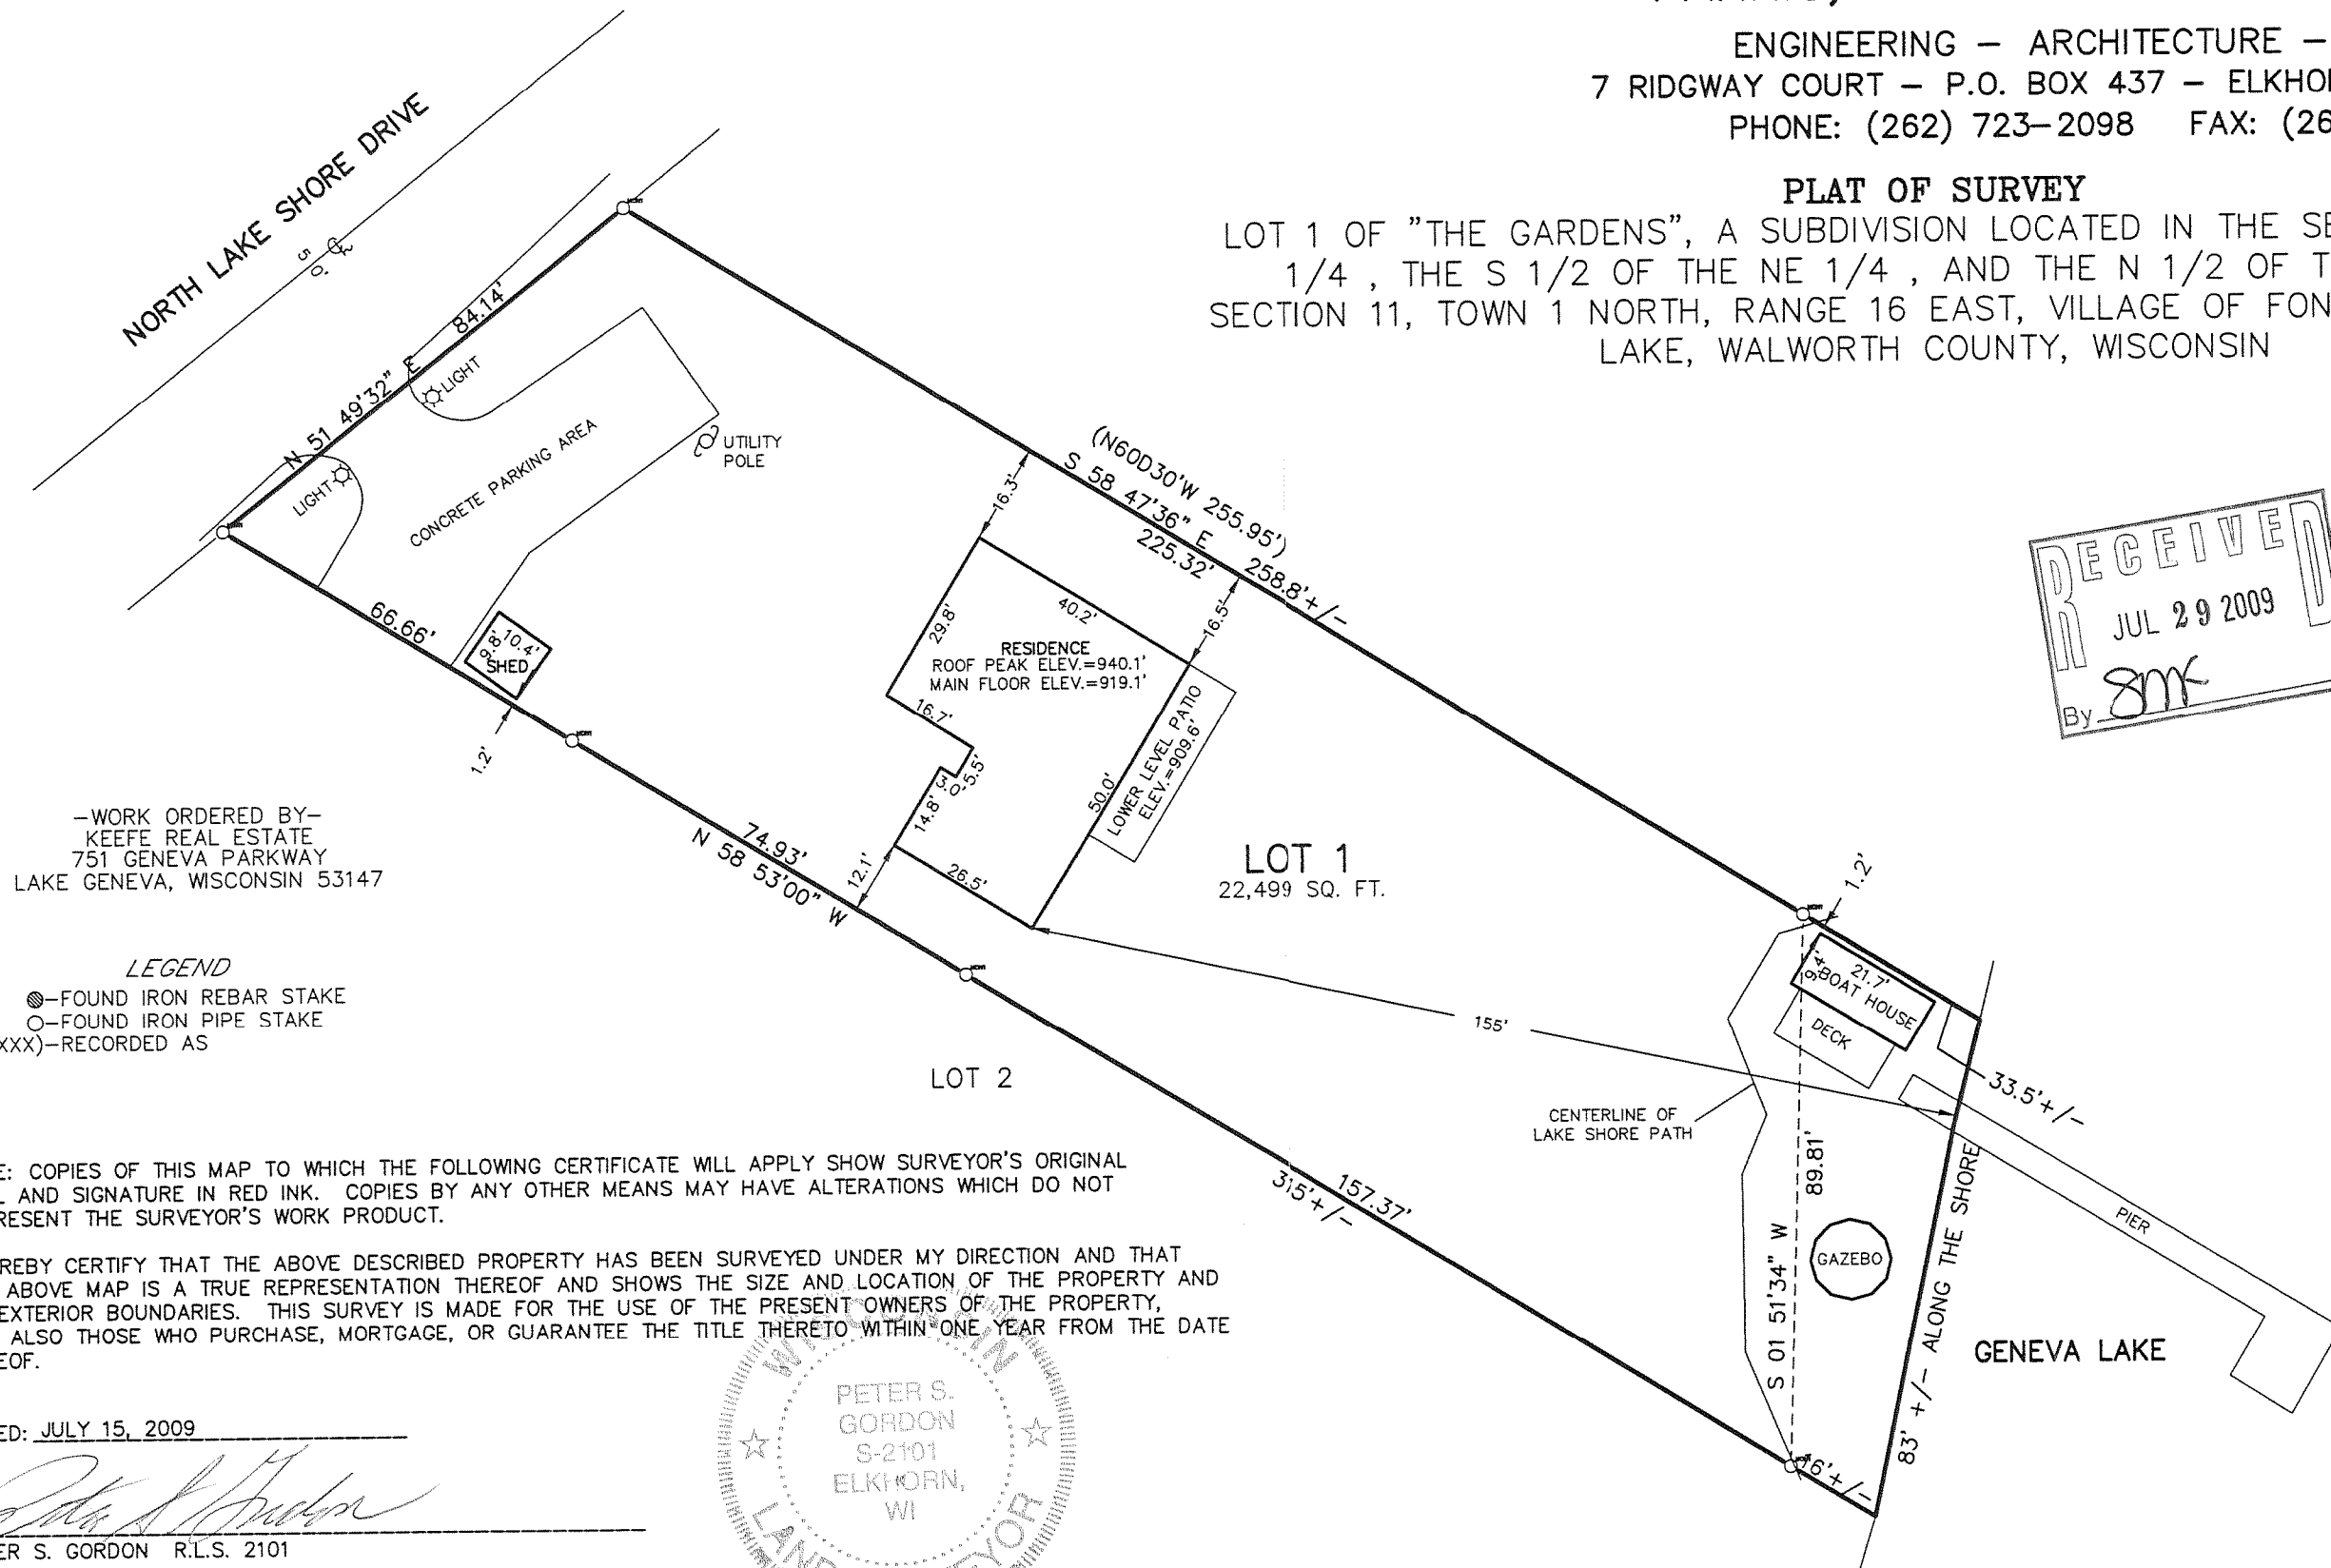 ENGINEERING — ARCHITECTURE —
7 RIDGWAY COURT — P.O. BOX 437 —
PHONE: (262) 723—2098 FAX:
PLAT OF SURVEY
LOT 1 OF "THE GARDENS", A SUBDIVISION LOCATED IN THE
1/4 , THE S 1/2 OF THE NE 1/4 , AND THE N 1/2 OF
SECTION 11, TOWN 1 NORTH, RANGE 16 EAST, VILLAGE OF
LAKE, WALWORTH COUNTY, WISCONSIN
NORTH LAKE SHORE DRIVE
50'
84.14'
N 51 49'32" E
LIGHT
LIGHT
CONCRETE PARKING AREA
UTILITY
POLE
66.66'
9.8'
10.4'
SHED
1.2'
(N60D30'W 255.95')
S 58 47'36" E 258.8'+/-
225.32'
16.3'
16.5'
40.2'
29.8'
RESIDENCE
ROOF PEAK ELEV.=940.1'
MAIN FLOOR ELEV.=919.1'
16.7'
5.5'
3.0'
14.8'
50.0'
LOWER LEVEL PATIO
ELEV.=909.6'
26.5'
12.1'
74.93'
N 58 53'00" W
LOT 1
22,499 SQ. FT.
RECEIVED
JUL 29 2009
By SMK
155'
1.2'
9.4'
21.7'
BOAT HOUSE
DECK
33.5'+/-
CENTERLINE OF
LAKE SHORE PATH
89.81'
S 01 51'34" W
GAZEBO
PIER
83' +/- ALONG THE SHORE
GENEVA LAKE
16'+/-
157.37'
315'+/-
LOT 2
—WORK ORDERED BY—
KEEFE REAL ESTATE
751 GENEVA PARKWAY
LAKE GENEVA, WISCONSIN 53147
LEGEND
—FOUND IRON REBAR STAKE
—FOUND IRON PIPE STAKE
XXX)—RECORDED AS
E: COPIES OF THIS MAP TO WHICH THE FOLLOWING CERTIFICATE WILL APPLY SHOW SURVEYOR'S ORIGINAL
L AND SIGNATURE IN RED INK. COPIES BY ANY OTHER MEANS MAY HAVE ALTERATIONS WHICH DO NOT
RESENT THE SURVEYOR'S WORK PRODUCT.
REBY CERTIFY THAT THE ABOVE DESCRIBED PROPERTY HAS BEEN SURVEYED UNDER MY DIRECTION AND THAT
ABOVE MAP IS A TRUE REPRESENTATION THEREOF AND SHOWS THE SIZE AND LOCATION OF THE PROPERTY AND
EXTERIOR BOUNDARIES. THIS SURVEY IS MADE FOR THE USE OF THE PRESENT OWNERS OF THE PROPERTY,
ALSO THOSE WHO PURCHASE, MORTGAGE, OR GUARANTEE THE TITLE THERETO WITHIN ONE YEAR FROM THE DATE
EOF.
ED: JULY 15, 2009
Peter S Gordon
ER S. GORDON R.L.S. 2101
WISCONSIN
PETER S.
GORDON
S-2101
ELKHORN,
WI